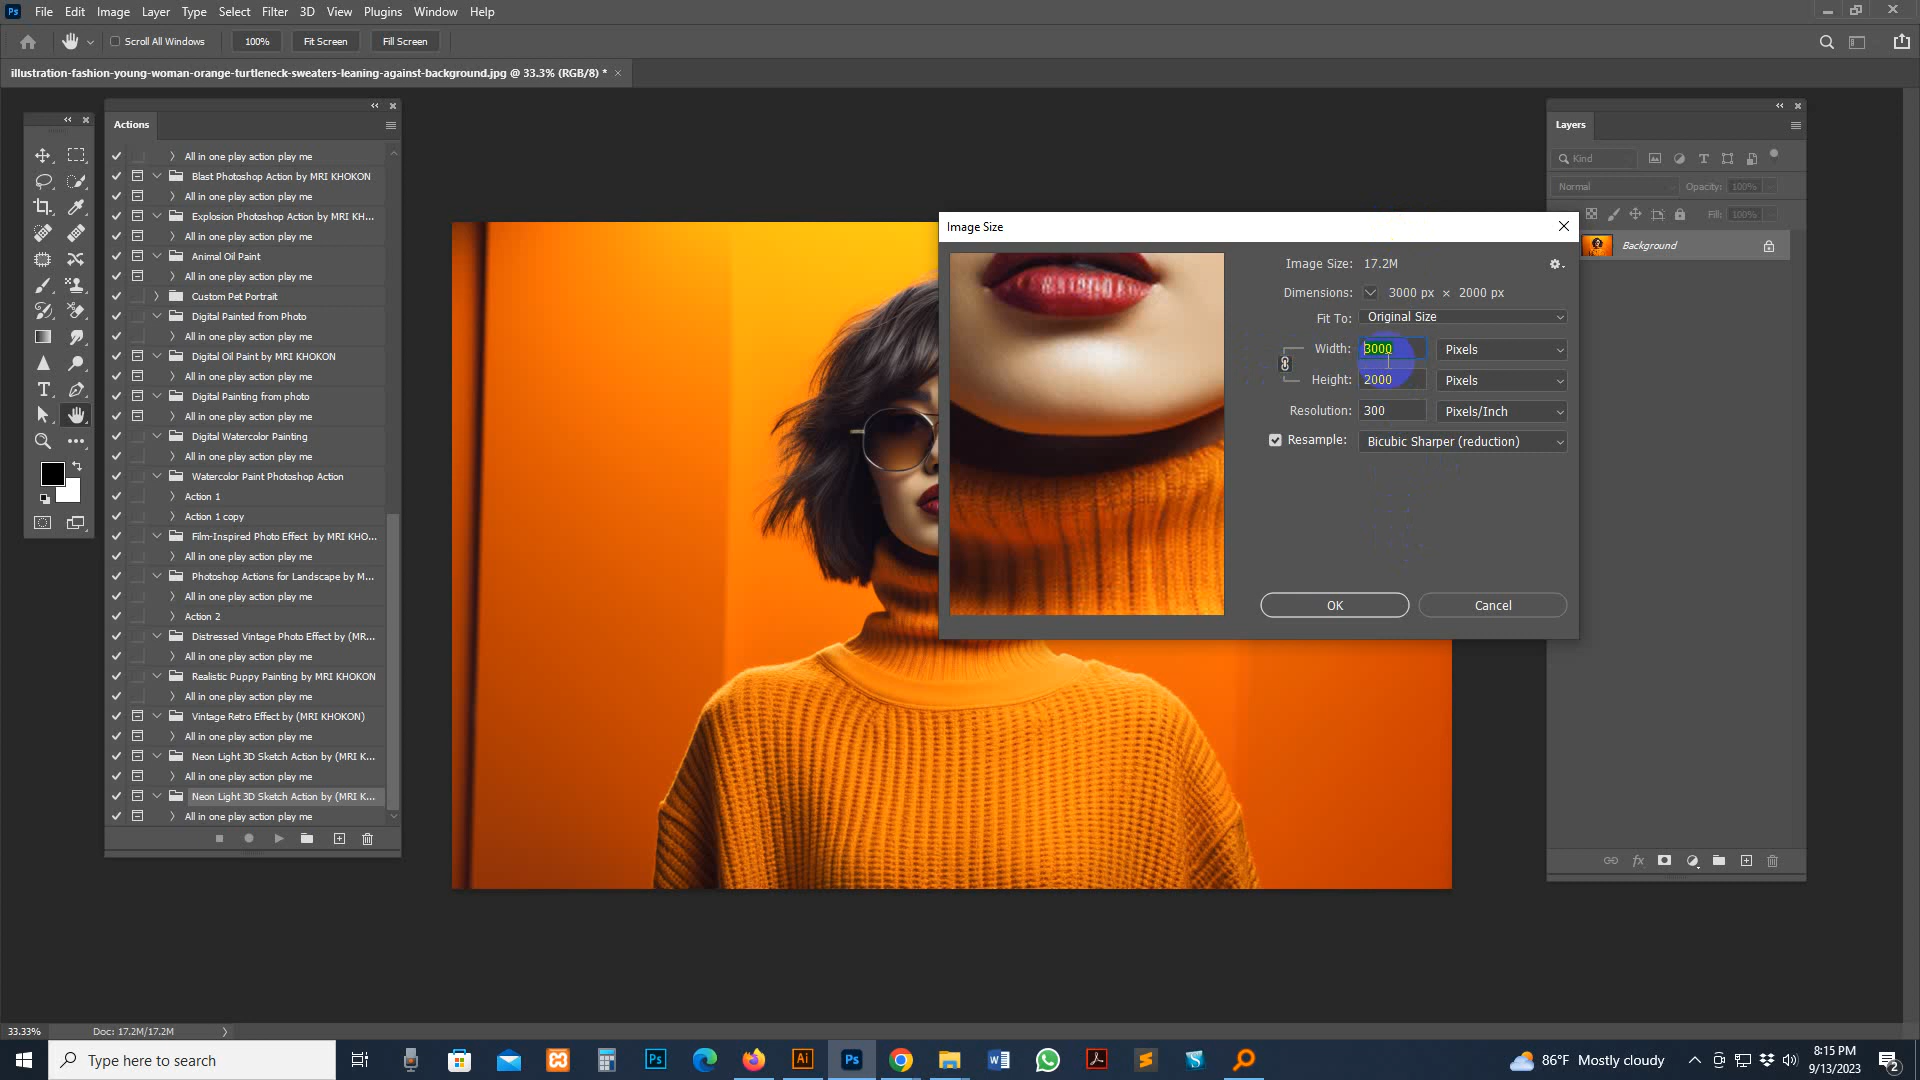 Ps File Edit Image Layer Type Select Filter 3D View Plugins Window Help
Scroll All Windows 100% Fit Screen Fill Screen
illustration-fashion-young-woman-orange-turtleneck-sweaters-leaning-against-background.jpg @ 33.3% (RGB/8) *
Actions
All in one play action play me
Blast Photoshop Action by MRI KHOKON
All in one play action play me
Explosion Photoshop Action by MRI KH...
All in one play action play me
Animal Oil Paint
All in one play action play me
Custom Pet Portrait
Digital Painted from Photo
All in one play action play me
Digital Oil Paint by MRI KHOKON
All in one play action play me
Digital Painting from photo
All in one play action play me
Digital Watercolor Painting
All in one play action play me
Watercolor Paint Photoshop Action
Action 1
Action 1 copy
Film-Inspired Photo Effect by MRI KHO...
All in one play action play me
Photoshop Actions for Landscape by M...
All in one play action play me
Action 2
Distressed Vintage Photo Effect by (MR...
All in one play action play me
Realistic Puppy Painting by MRI KHOKON
All in one play action play me
Vintage Retro Effect by (MRI KHOKON)
All in one play action play me
Neon Light 3D Sketch Action by (MRI K...
All in one play action play me
Neon Light 3D Sketch Action by (MRI K...
All in one play action play me
Image Size
Image Size: 17.2M
Dimensions: 3000 px × 2000 px
Fit To: Original Size
Width: 3000 Pixels
Height: 2000 Pixels
Resolution: 300 Pixels/Inch
Resample: Bicubic Sharper (reduction)
OK Cancel
Layers
Kind
Normal Opacity: 100%
Fill: 100%
Background
33.33% Doc: 17.2M/17.2M
Type here to search
Ps Ai Ps
86°F Mostly cloudy
8:15 PM
9/13/2023
2